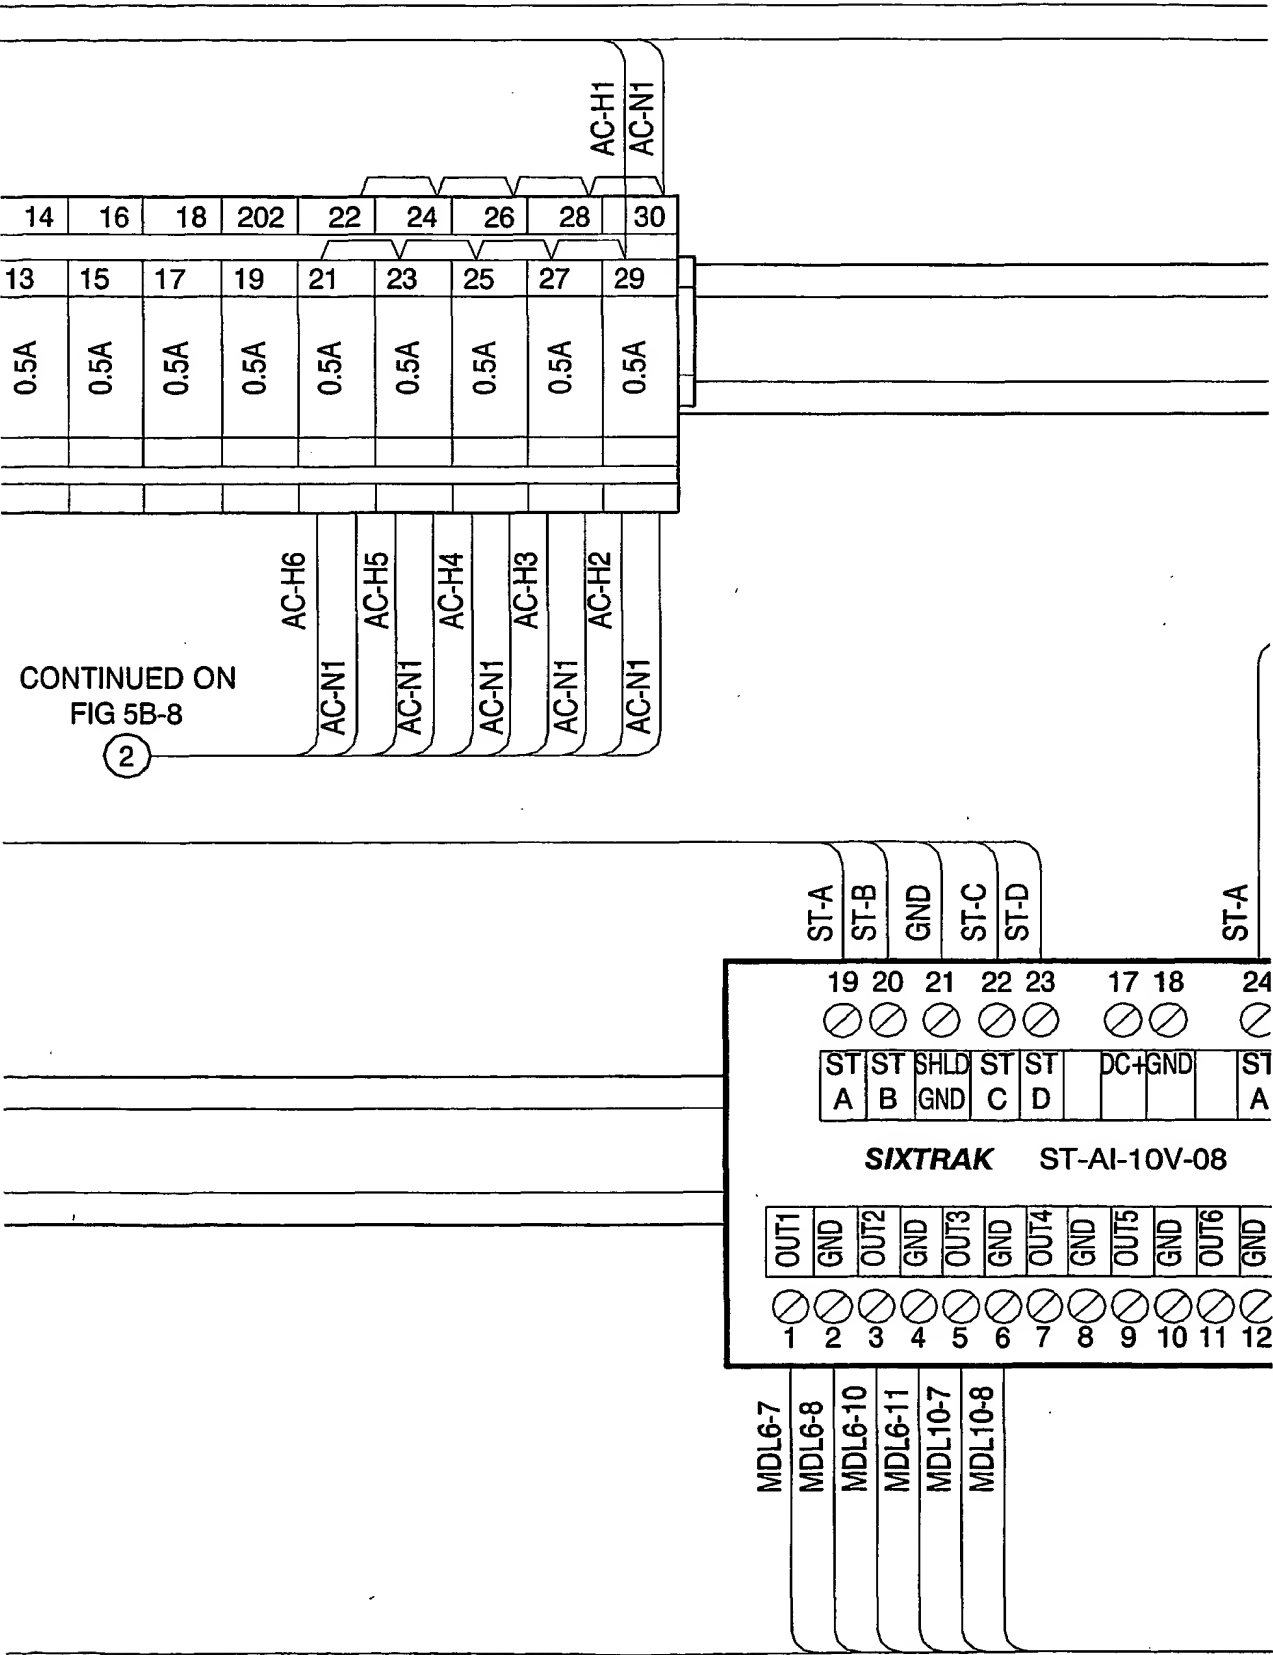 AC-H1
AC-N1
14 16 18 202 22 24 26 28 30
13 15 17 19 21 23 25 27 29
0.5A 0.5A 0.5A 0.5A 0.5A 0.5A 0.5A 0.5A 0.5A
AC-H6 AC-H5 AC-H4 AC-H3 AC-H2
AC-N1 AC-N1 AC-N1 AC-N1 AC-N1
CONTINUED ON
FIG 5B-8
2
ST-A ST-B GND ST-C ST-D ST-A
19 20 21 22 23 17 18 24
ST ST SHLD ST ST DC+ GND ST
A B GND C D A
SIXTRAK ST-AI-10V-08
OUT1 GND OUT2 GND OUT3 GND OUT4 GND OUT5 GND OUT6 GND
1 2 3 4 5 6 7 8 9 10 11 12
MDL6-7 MDL6-8 MDL6-10 MDL6-11 MDL10-7 MDL10-8